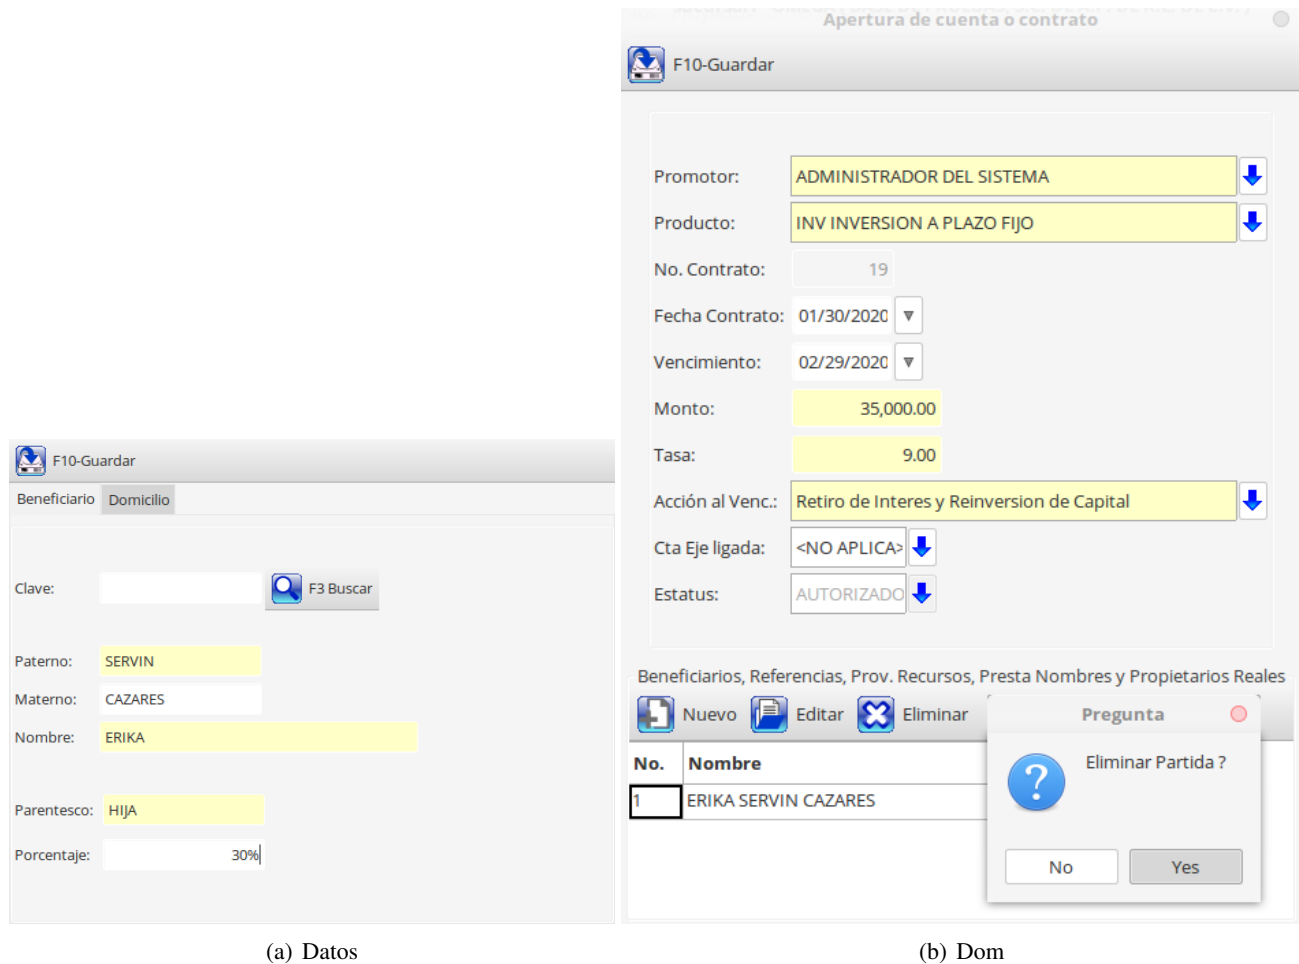 F10-Guardar
Beneficiario Domicilio
Clave: F3 Buscar
Paterno: SERVIN
Materno: CAZARES
Nombre: ERIKA
Parentesco: HIJA
Porcentaje: 30%
(a) Datos
Apertura de cuenta o contrato
F10-Guardar
Promotor: ADMINISTRADOR DEL SISTEMA
Producto: INV INVERSION A PLAZO FIJO
No. Contrato: 19
Fecha Contrato: 01/30/2020
Vencimiento: 02/29/2020
Monto: 35,000.00
Tasa: 9.00
Acción al Venc.: Retiro de Interes y Reinversion de Capital
Cta Eje ligada: <NO APLICA>
Estatus: AUTORIZADO
Beneficiarios, Referencias, Prov. Recursos, Presta Nombres y Propietarios Reales
Nuevo Editar Eliminar
No. Nombre
1 ERIKA SERVIN CAZARES
Pregunta
Eliminar Partida ?
No Yes
(b) Dom